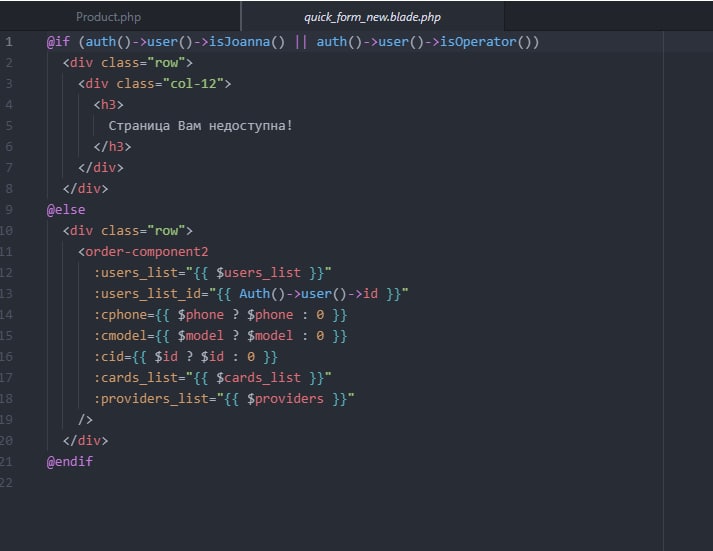 Product.php
quick_form_new.blade.php
1 @if (auth()->user()->isJoanna() || auth()->user()->isOperator())
2 <div class="row">
3 <div class="col-12">
4 <h3>
5 Страница Вам недоступна!
6 </h3>
7 </div>
8 </div>
9 @else
10 <div class="row">
11 <order-component2
12 :users_list="{{ $users_list }}"
13 :users_list_id="{{ Auth()->user()->id }}"
14 :cphone={{ $phone ? $phone : 0 }}
15 :cmodel={{ $model ? $model : 0 }}
16 :cid={{ $id ? $id : 0 }}
17 :cards_list="{{ $cards_list }}"
18 :providers_list="{{ $providers }}"
19 />
20 </div>
21 @endif
22